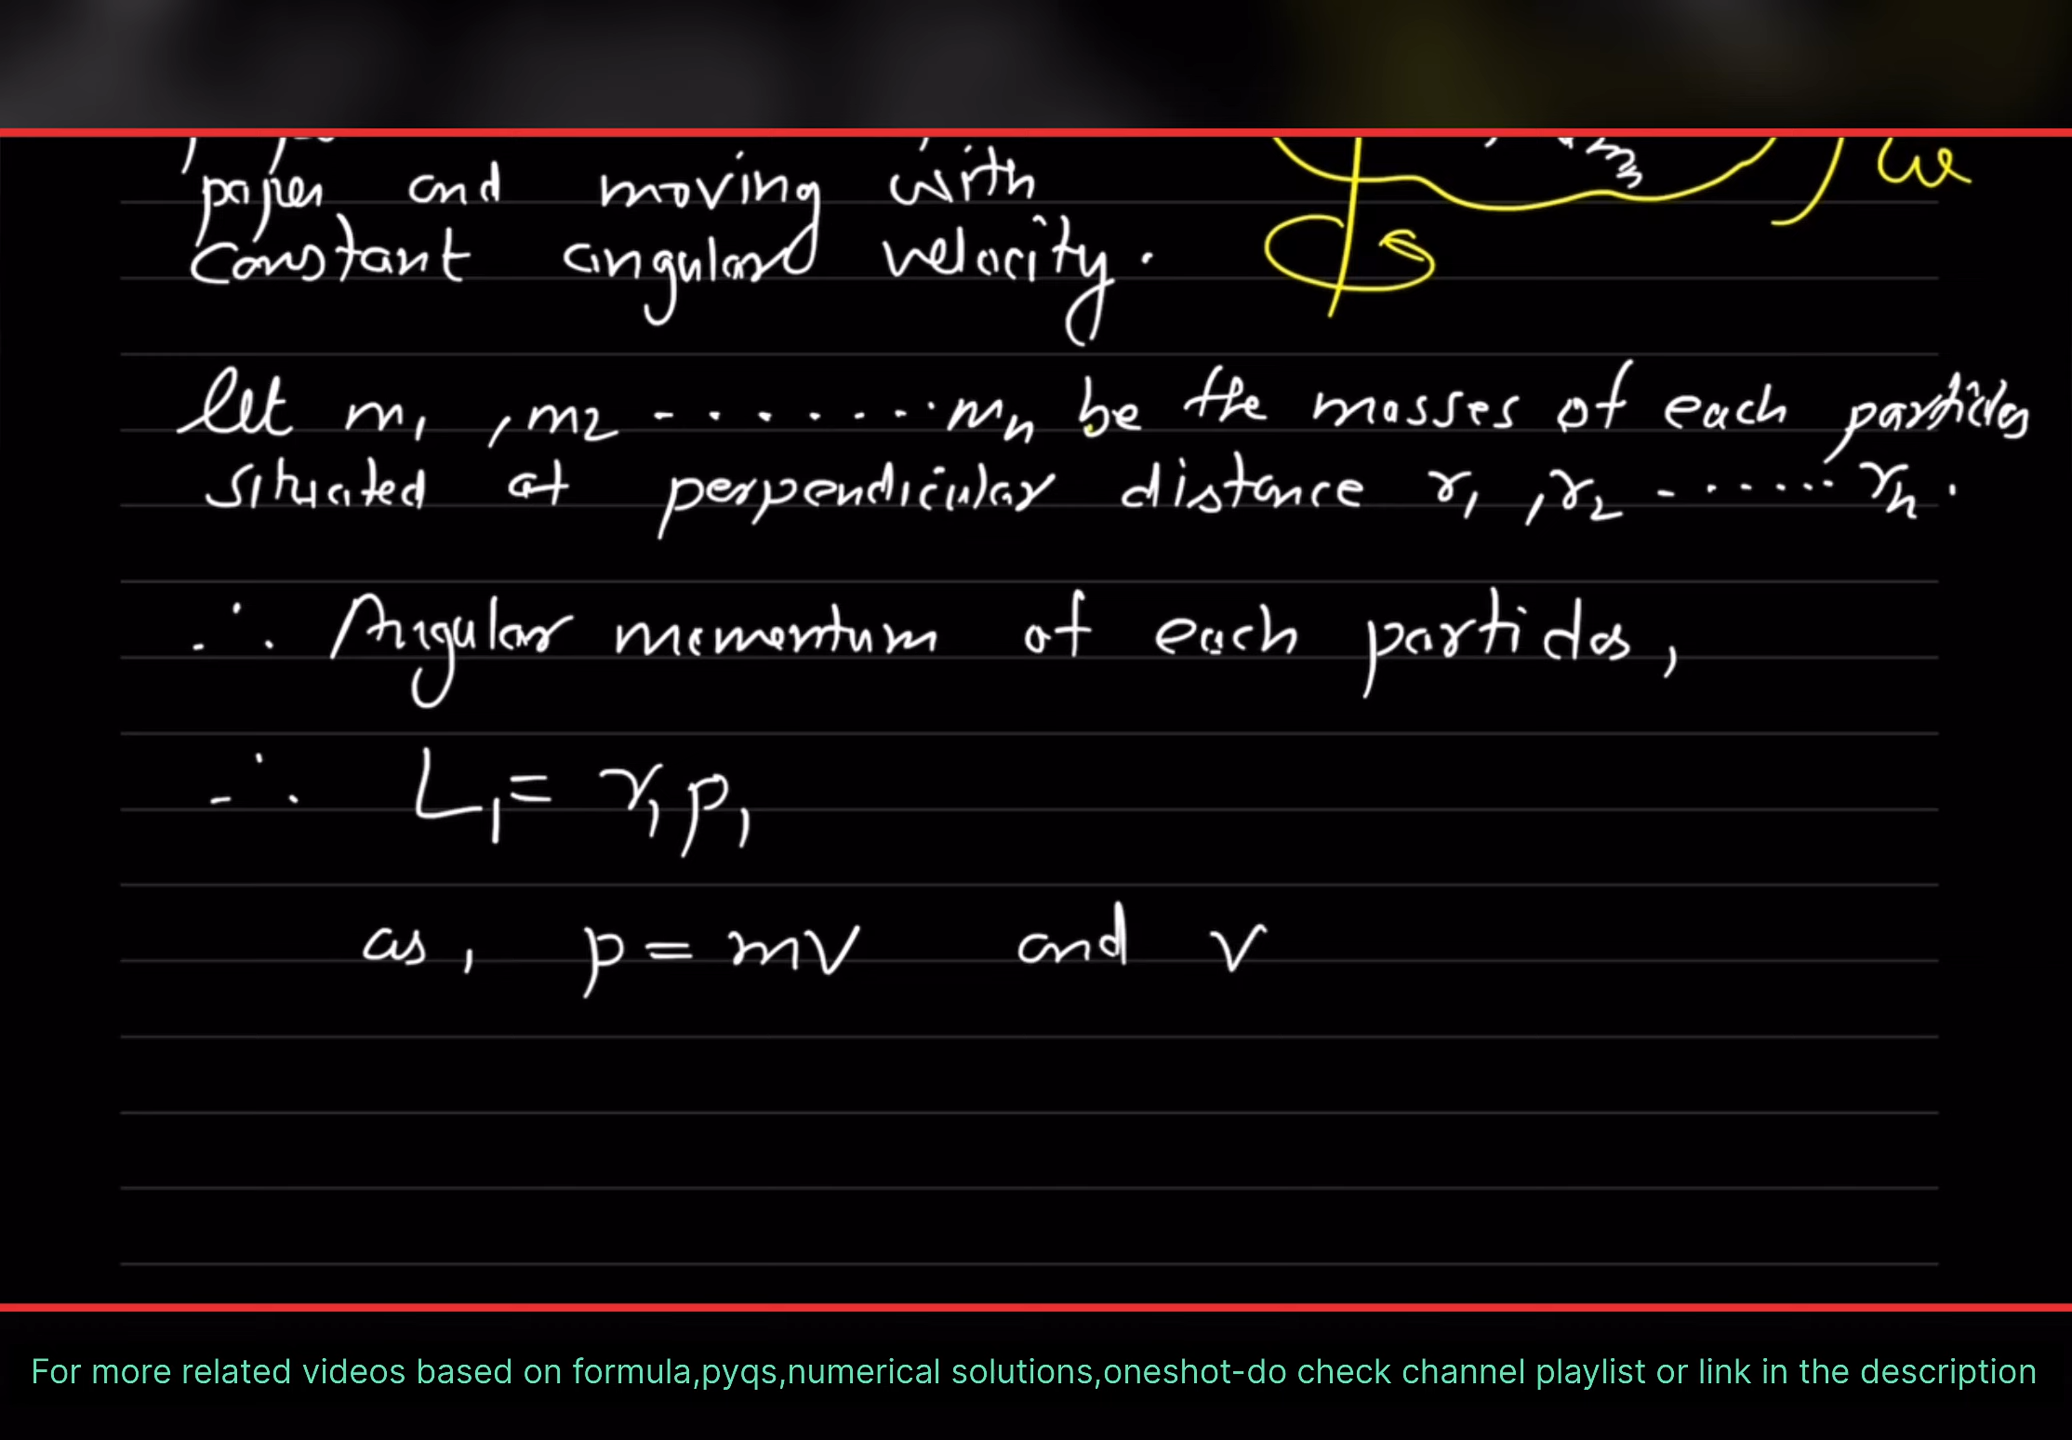 paper and moving with
m3
ω
constant angular velocity.
let m1 , m2 - . . . . . . . mn be the masses of each particles
situated at perpendicular distance r1 , r2 - . . . . . . rn .
∴ Angular momentum of each particles,
∴ L1 = r1 p1
as, p = mv and v
For more related videos based on formula,pyqs,numerical solutions,oneshot-do check channel playlist or link in the description